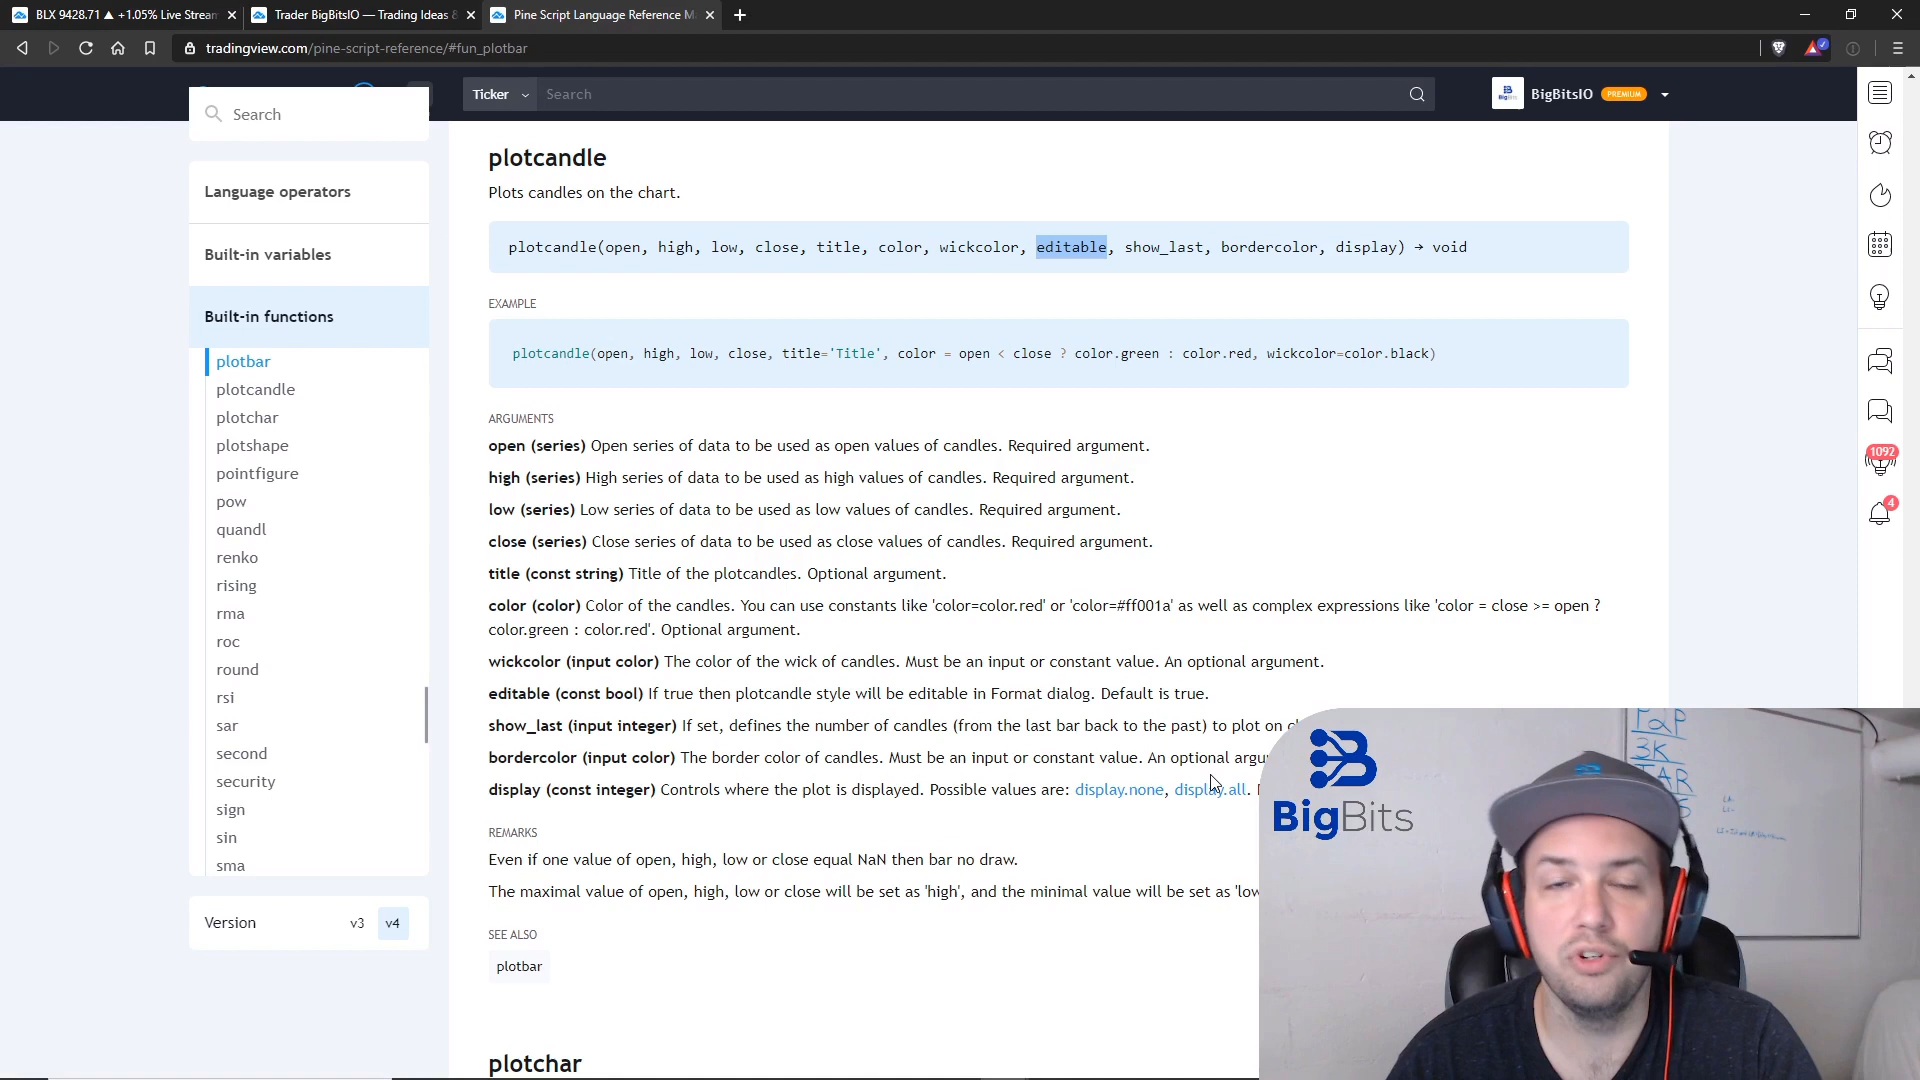 BLX 9428.71 ▲ +1.05% Live Stream
Trader BigBitsIO — Trading Ideas &
Pine Script Language Reference M
tradingview.com/pine-script-reference/#fun_plotbar
Ticker
Search
BigBitsIO
PREMIUM
Search
Language operators
Built-in variables
Built-in functions
plotbar
plotcandle
plotchar
plotshape
pointfigure
pow
quandl
renko
rising
rma
roc
round
rsi
sar
second
security
sign
sin
sma
Version v3 v4
plotcandle
Plots candles on the chart.
plotcandle(open, high, low, close, title, color, wickcolor, editable, show_last, bordercolor, display) → void
EXAMPLE
plotcandle(open, high, low, close, title='Title', color = open < close ? color.green : color.red, wickcolor=color.black)
ARGUMENTS
open (series) Open series of data to be used as open values of candles. Required argument.
high (series) High series of data to be used as high values of candles. Required argument.
low (series) Low series of data to be used as low values of candles. Required argument.
close (series) Close series of data to be used as close values of candles. Required argument.
title (const string) Title of the plotcandles. Optional argument.
color (color) Color of the candles. You can use constants like 'color=color.red' or 'color=#ff001a' as well as complex expressions like 'color = close >= open ?
color.green : color.red'. Optional argument.
wickcolor (input color) The color of the wick of candles. Must be an input or constant value. An optional argument.
editable (const bool) If true then plotcandle style will be editable in Format dialog. Default is true.
show_last (input integer) If set, defines the number of candles (from the last bar back to the past) to plot on
bordercolor (input color) The border color of candles. Must be an input or constant value. An optional argu
display (const integer) Controls where the plot is displayed. Possible values are: display.none, display.all.
REMARKS
Even if one value of open, high, low or close equal NaN then bar no draw.
The maximal value of open, high, low or close will be set as 'high', and the minimal value will be set as 'low
SEE ALSO
plotbar
plotchar
1092
4
BigBits